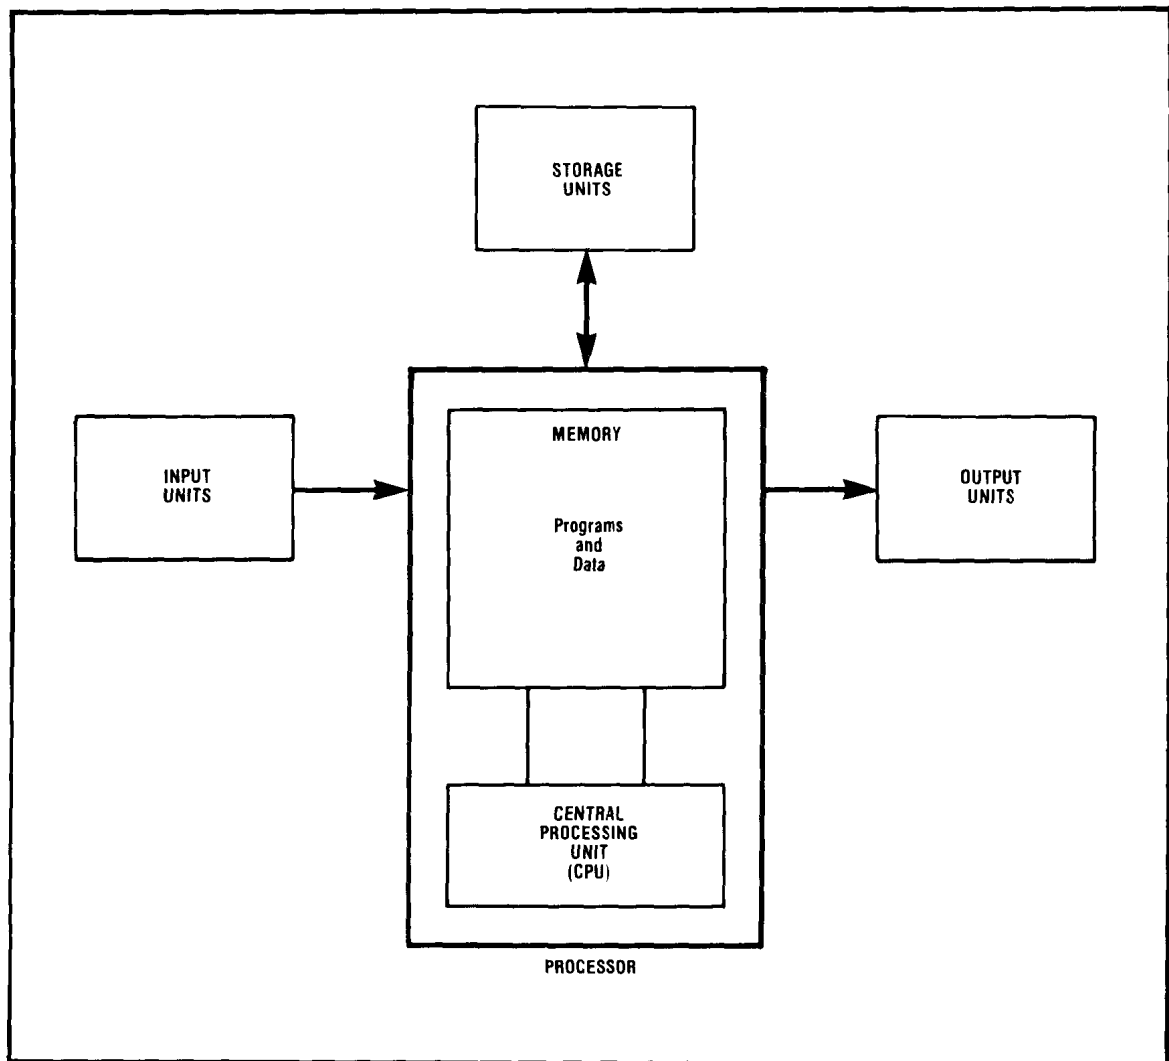 STORAGE
UNITS
INPUT
UNITS
MEMORY
Programs
and
Data
OUTPUT
UNITS
CENTRAL
PROCESSING
UNIT
(CPU)
PROCESSOR